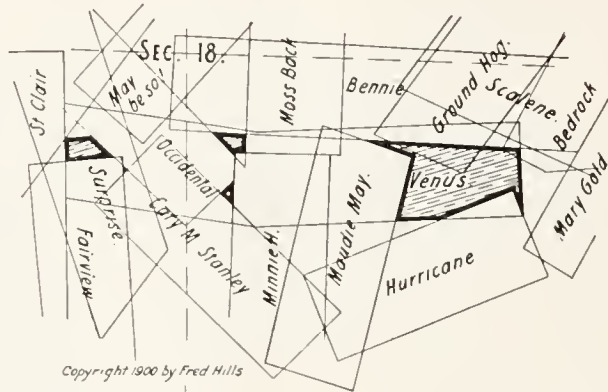 SEC. 18.
St Clair
May
be so!
Moss Back
Bennie
Ground Hog.
Scalene.
Bedrock
Mary Gold
Occidental
Surprise.
Fairview
Cary M. Stanley
Minnie H.
Maudie May.
Venus.
Hurricane
Copyright 1900 by Fred Hills